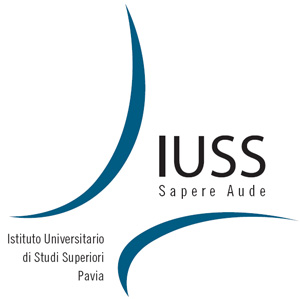 IUSS
Sapere Aude
Istituto Universitario
di Studi Superiori
Pavia